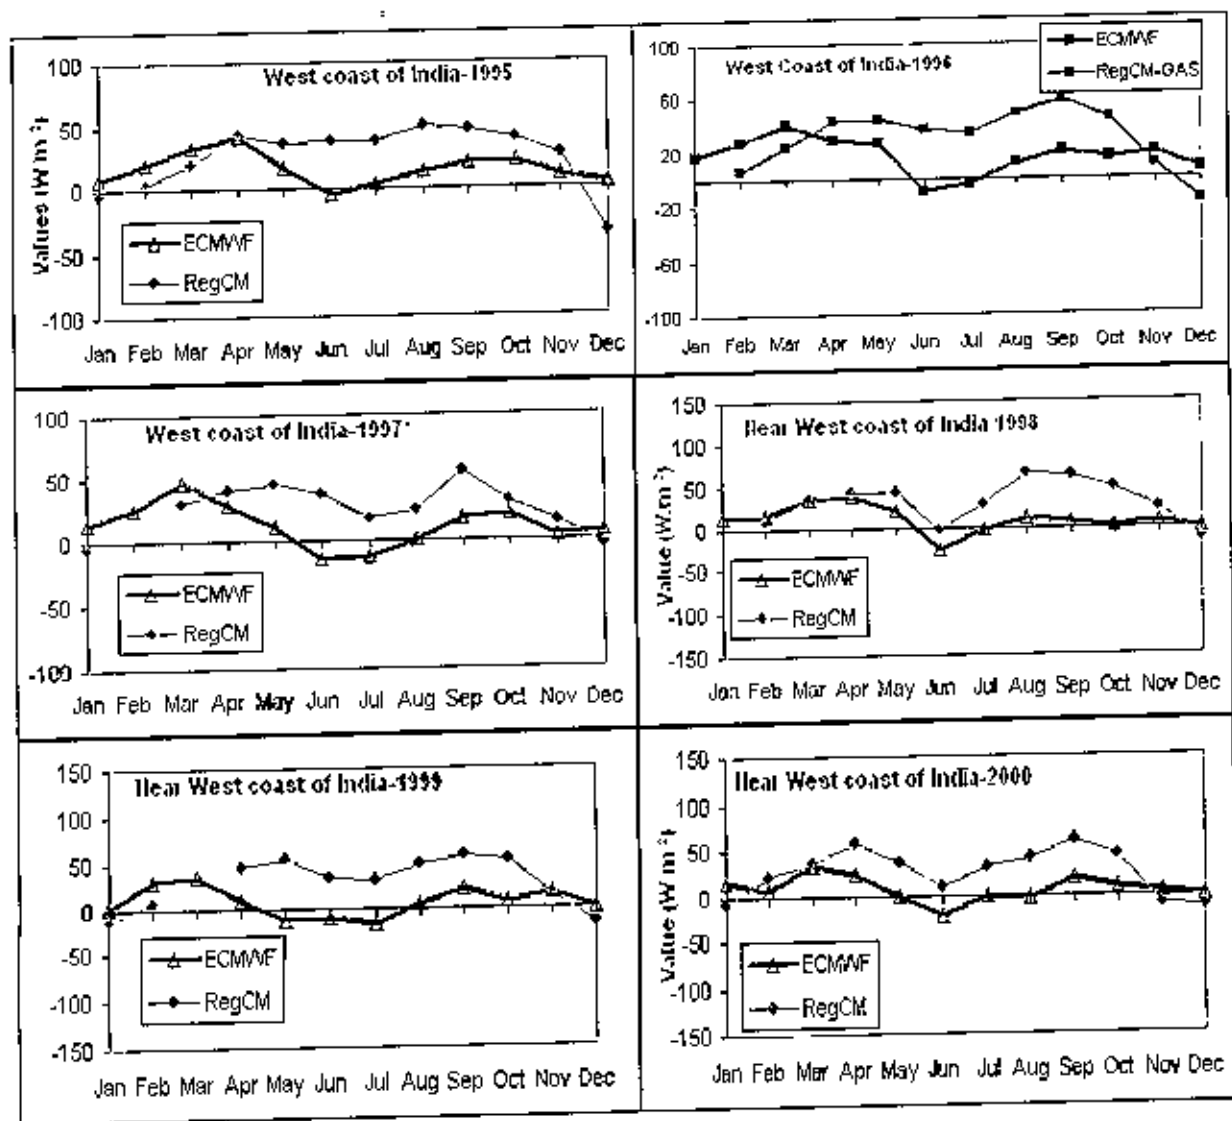 West coast of India-1995
100
50
0
-50
-100
Values (W m⁻²)
ECMWF
RegCM
Jan Feb Mar Apr May Jun Jul Aug Sep Oct Nov Dec
West Coast of India-1996
ECMWF
RegCM-GAS
100
60
20
-20
-60
-100
Jan Feb Mar Apr May Jun Jul Aug Sep Oct Nov Dec
West coast of India-1997
100
50
0
-50
-100
ECMWF
RegCM
Jan Feb Mar Apr May Jun Jul Aug Sep Oct Nov Dec
Near West coast of India 1998
150
100
50
0
-50
-100
-150
Value (W.m⁻²)
ECMWF
RegCM
Jan Feb Mar Apr May Jun Jul Aug Sep Oct Nov Dec
Near West coast of India-1999
150
100
50
0
-50
-100
-150
ECMWF
RegCM
Jan Feb Mar Apr May Jun Jul Aug Sep Oct Nov Dec
Near West coast of India-2000
150
100
50
0
-50
-100
-150
Value (W m⁻²)
ECMWF
RegCM
Jan Feb Mar Apr May Jun Jul Aug Sep Oct Nov Dec